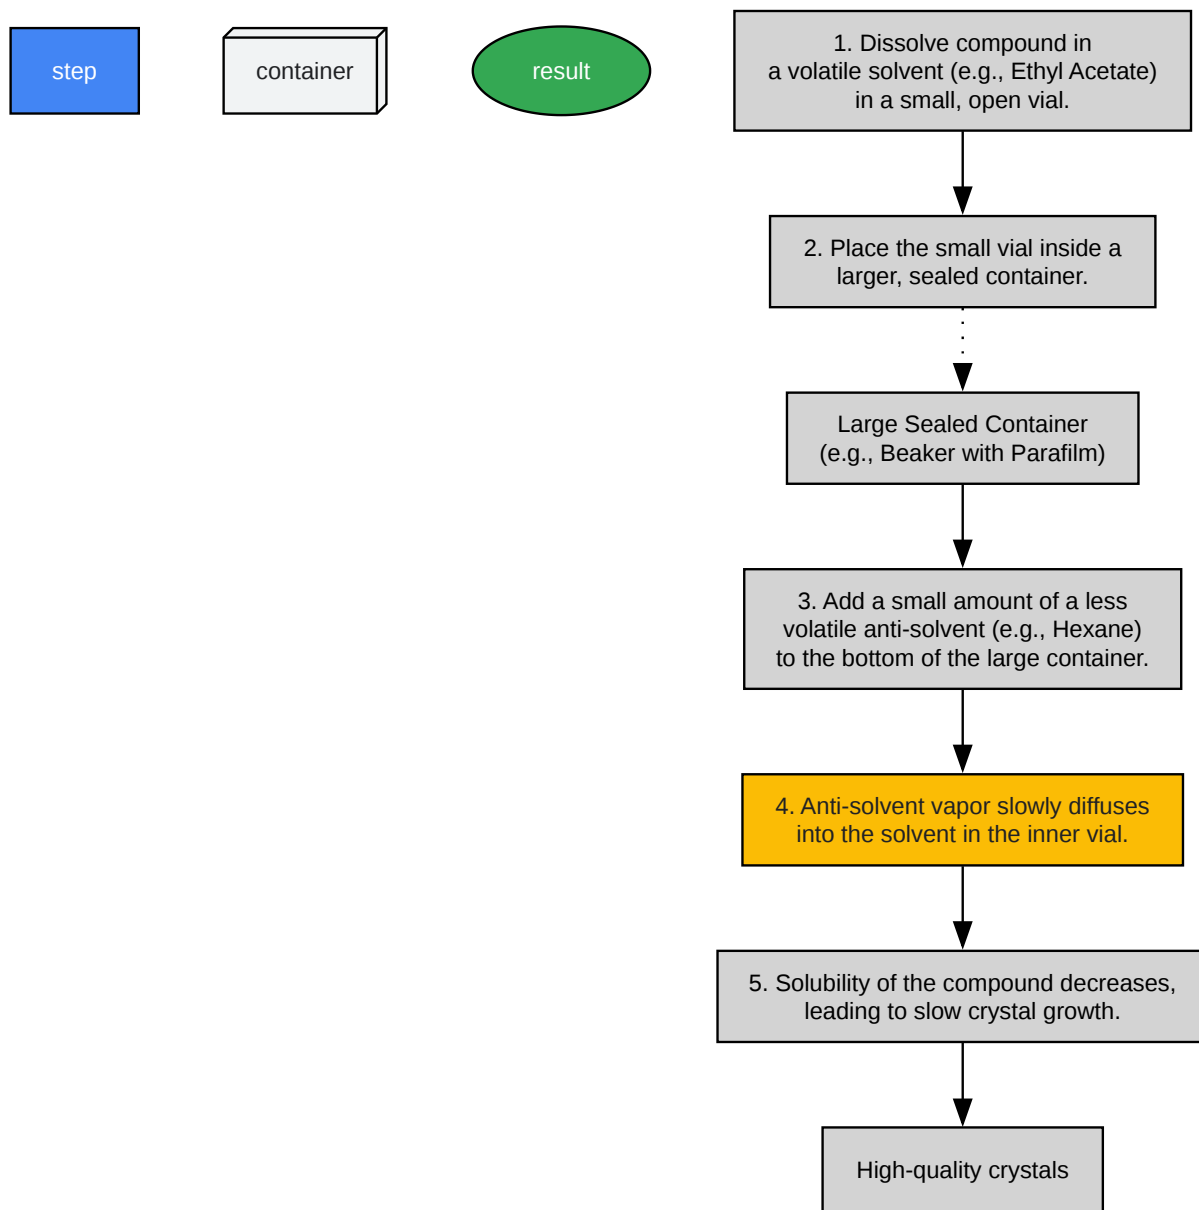 step
container
result
1. Dissolve compound in
a volatile solvent (e.g., Ethyl Acetate)
in a small, open vial.
2. Place the small vial inside a
larger, sealed container.
Large Sealed Container
(e.g., Beaker with Parafilm)
3. Add a small amount of a less
volatile anti-solvent (e.g., Hexane)
to the bottom of the large container.
4. Anti-solvent vapor slowly diffuses
into the solvent in the inner vial.
5. Solubility of the compound decreases,
leading to slow crystal growth.
High-quality crystals